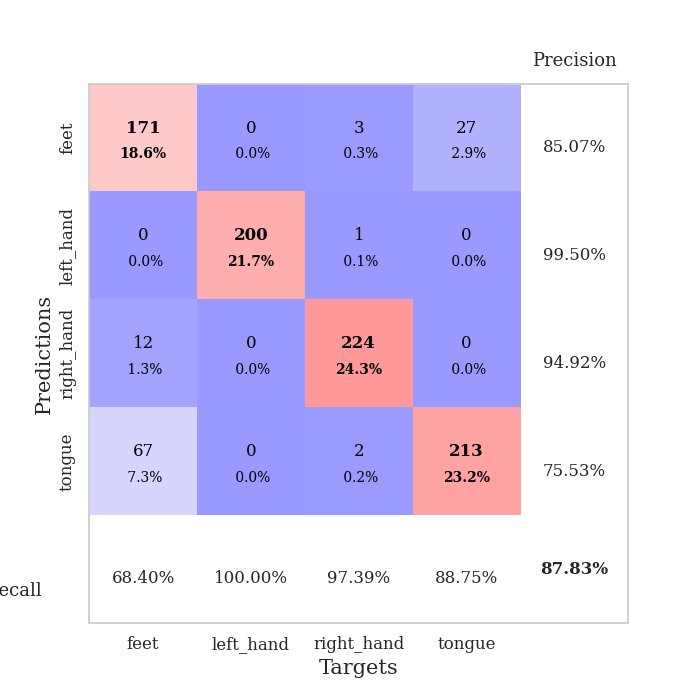 Precision
feet
171 0 3 27
18.6% 0.0% 0.3% 2.9%
85.07%
left_hand
0 200 1 0
0.0% 21.7% 0.1% 0.0%
99.50%
Predictions
right_hand
12 0 224 0
1.3% 0.0% 24.3% 0.0%
94.92%
tongue
67 0 2 213
7.3% 0.0% 0.2% 23.2%
75.53%
ecall
68.40% 100.00% 97.39% 88.75% 87.83%
feet left_hand right_hand tongue
Targets